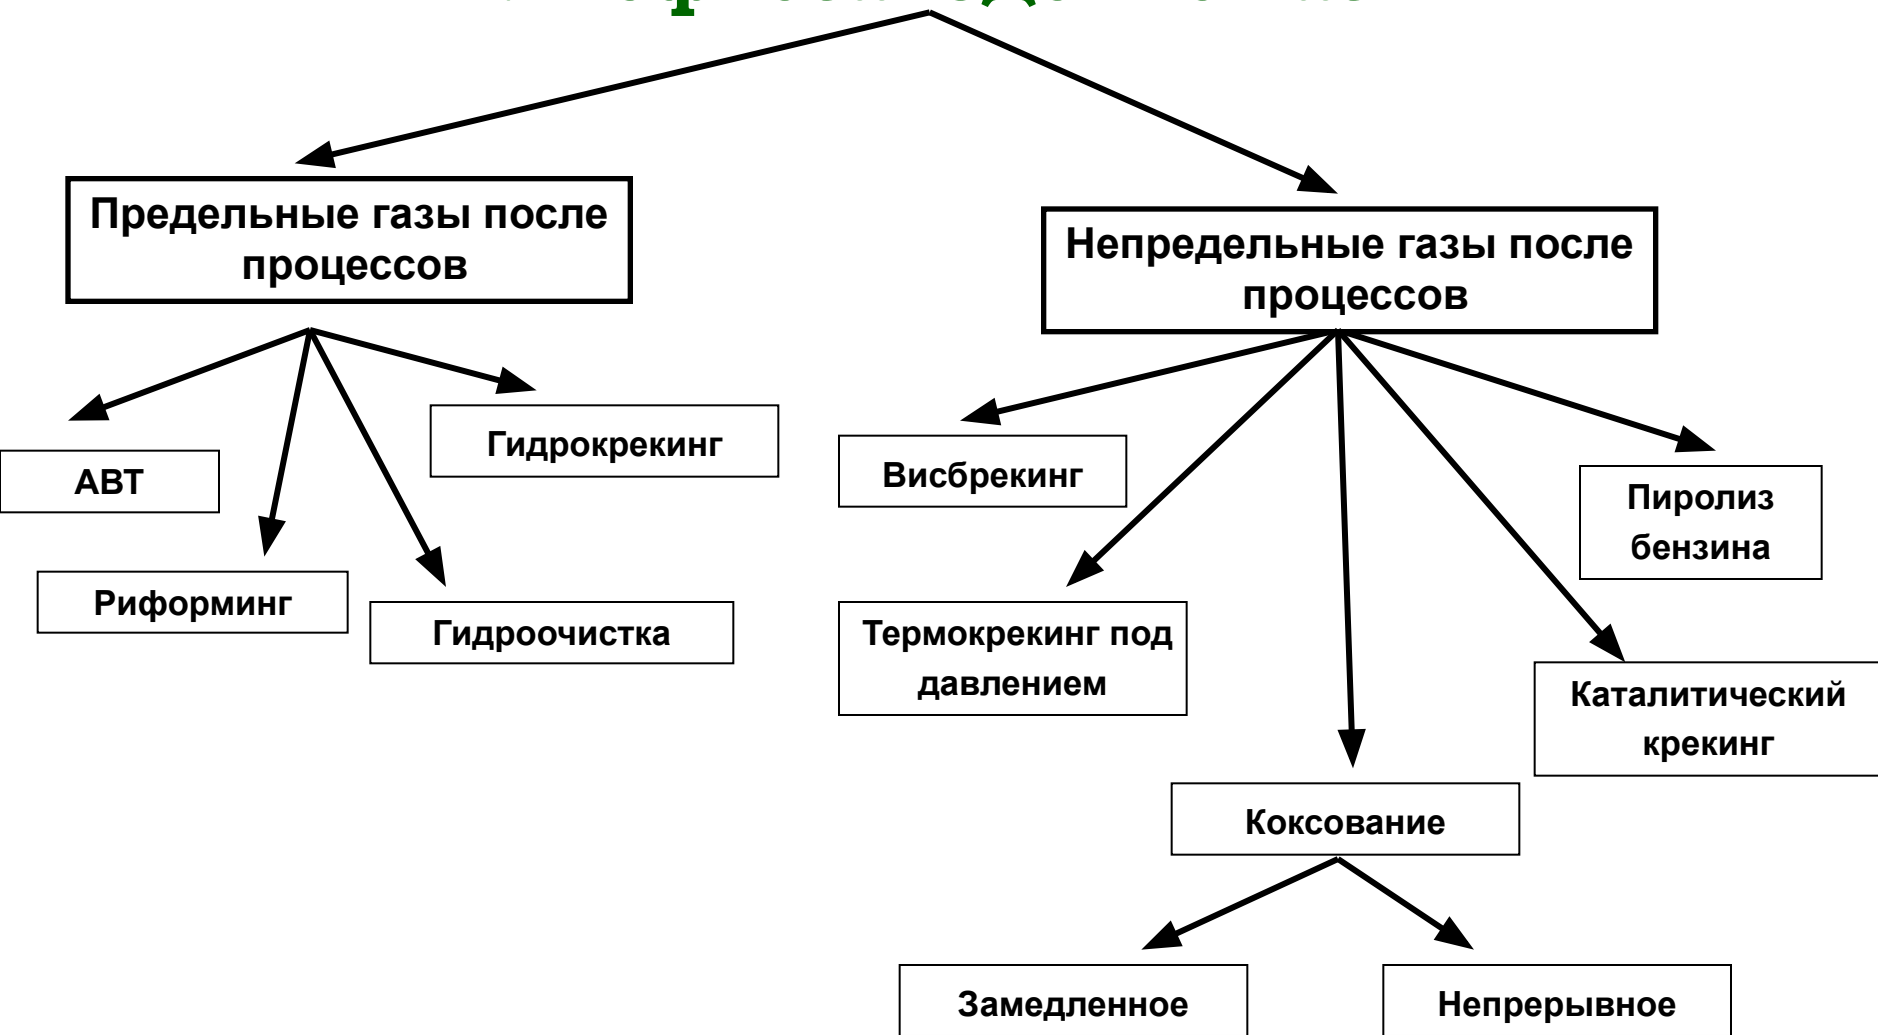 Предельные газы после
процессов
Непредельные газы после
процессов
АВТ
Гидрокрекинг
Риформинг
Гидроочистка
Висбрекинг
Пиролиз
бензина
Термокрекинг под
давлением
Каталитический
крекинг
Коксование
Замедленное
Непрерывное